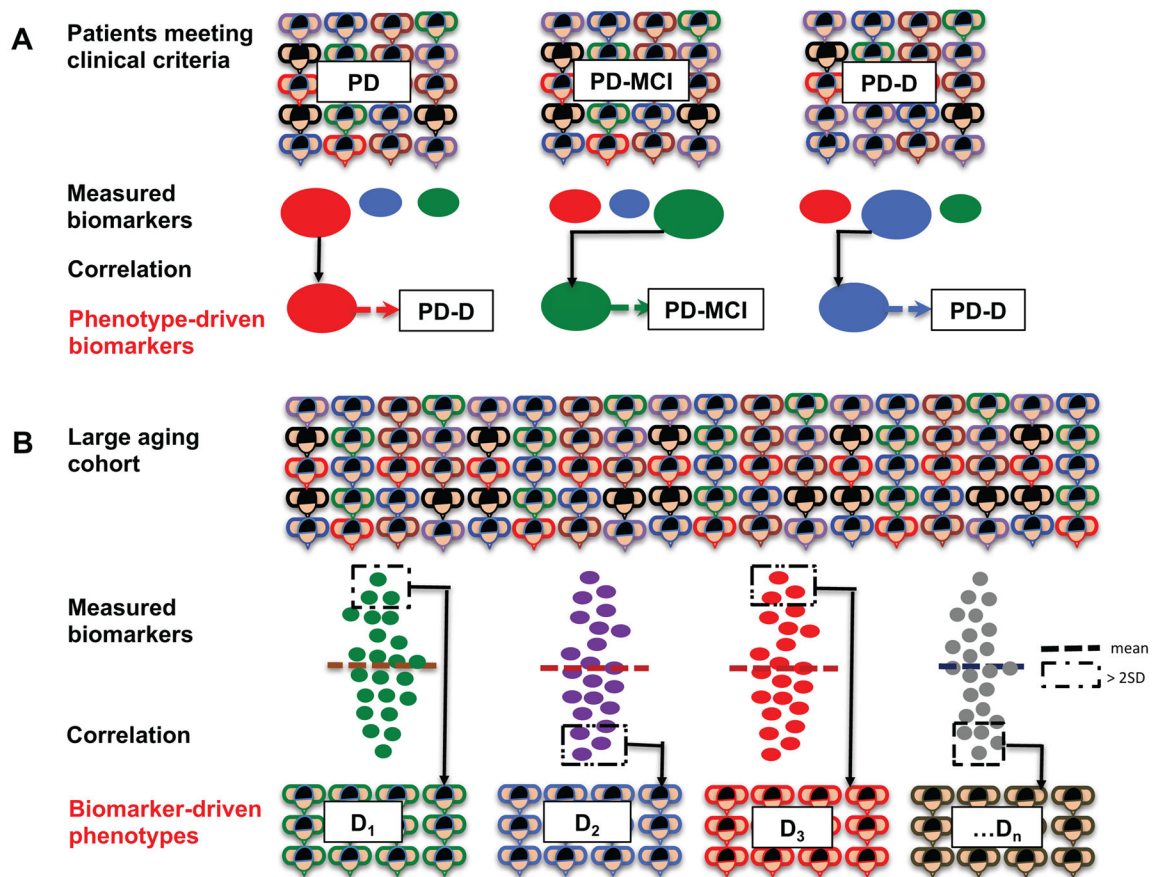 A
Patients meeting
clinical criteria
PD
PD-MCI
PD-D
Measured
biomarkers
Correlation
Phenotype-driven
biomarkers
PD-D
PD-MCI
PD-D
B
Large aging
cohort
Measured
biomarkers
mean
> 2SD
Correlation
Biomarker-driven
phenotypes
D1
D2
D3
...Dn